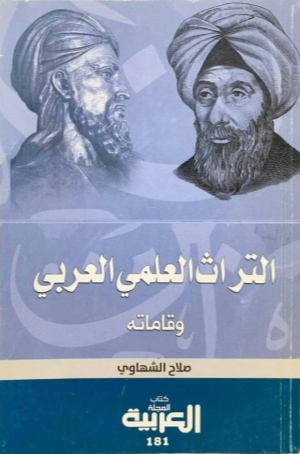 التراث العلمي العربي
وقاماته
صلاح الشهاوي
كتاب
المجلة
العربية
181